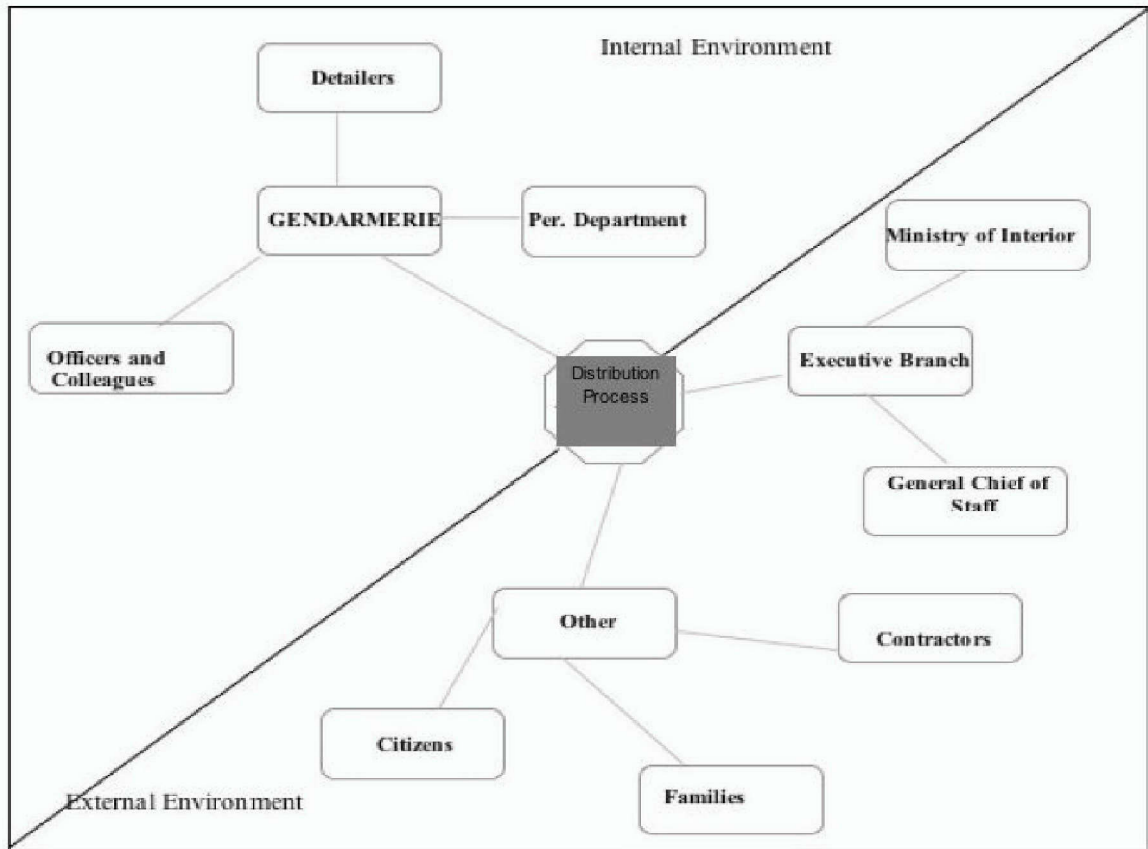 Internal Environment
Detailers
GENDARMERIE
Per. Department
Ministry of Interior
Officers and
Colleagues
Distribution
Process
Executive Branch
General Chief of
Staff
Other
Contractors
Citizens
Families
External Environment